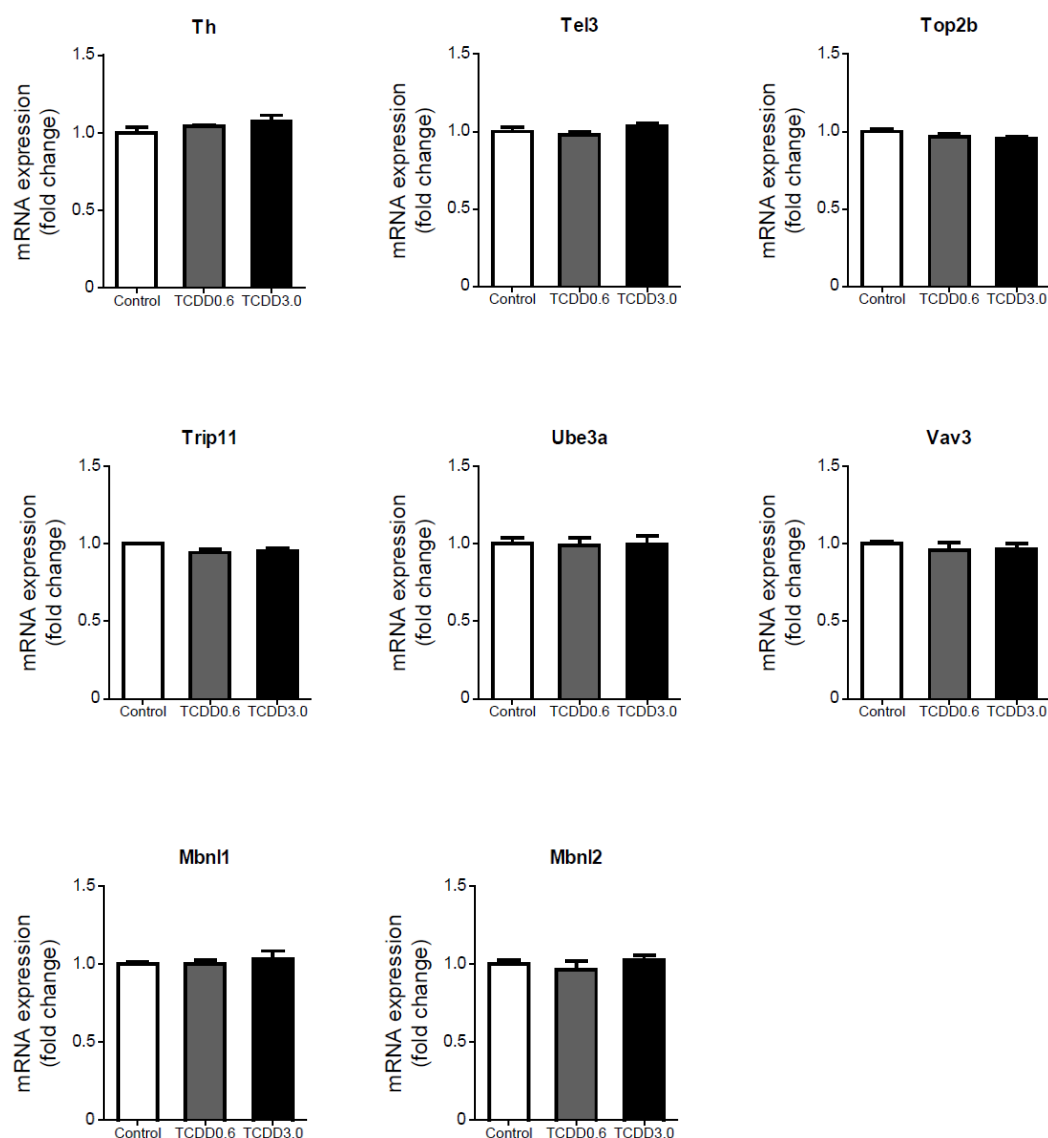 Th
1.5
1.0
0.5
0
mRNA expression
(fold change)
Control TCDD0.6 TCDD3.0
Tel3
1.5
1.0
0.5
0
mRNA expression
(fold change)
Control TCDD0.6 TCDD3.0
Top2b
1.5
1.0
0.5
0
mRNA expression
(fold change)
Control TCDD0.6 TCDD3.0
Trip11
1.5
1.0
0.5
0
mRNA expression
(fold change)
Control TCDD0.6 TCDD3.0
Ube3a
1.5
1.0
0.5
0
mRNA expression
(fold change)
Control TCDD0.6 TCDD3.0
Vav3
1.5
1.0
0.5
0
mRNA expression
(fold change)
Control TCDD0.6 TCDD3.0
Mbnl1
1.5
1.0
0.5
0
mRNA expression
(fold change)
Control TCDD0.6 TCDD3.0
Mbnl2
1.5
1.0
0.5
0
mRNA expression
(fold change)
Control TCDD0.6 TCDD3.0